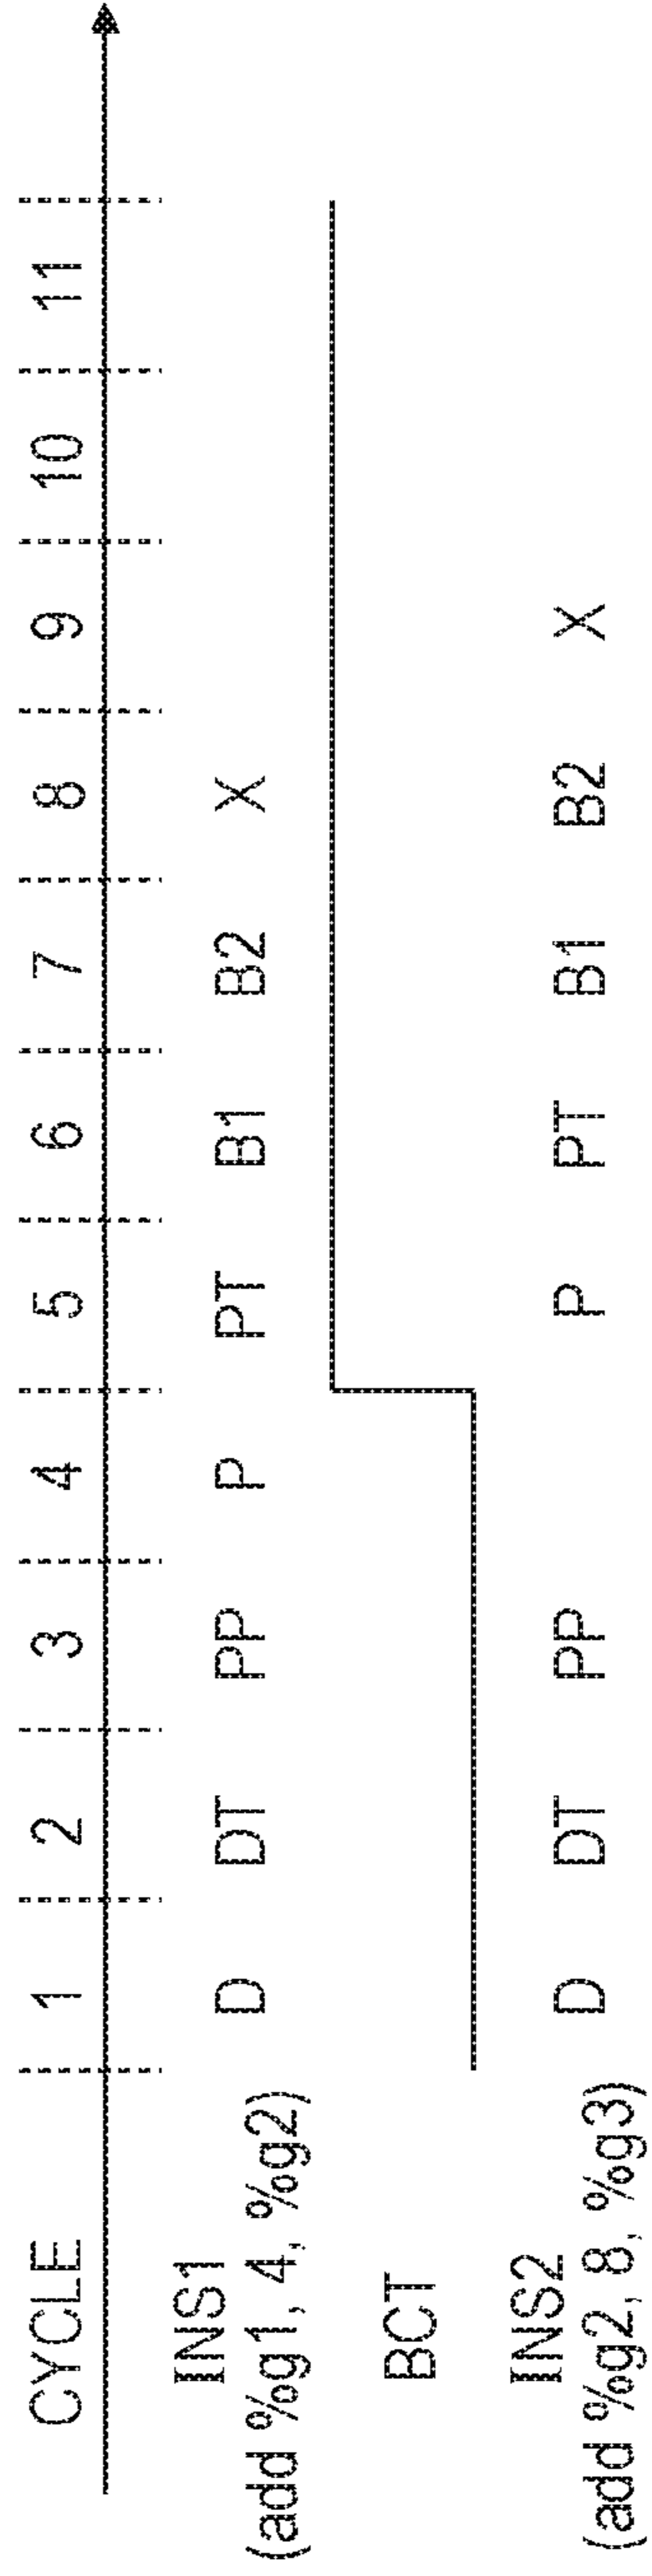 CYCLE 1 2 3 4 5 6 7 8 9 10 11
INS1 D DT PP P PT B1 B2 X
(add %g1, 4, %g2)
BCT
INS2 D DT PP P PT B1 B2 X
(add %g2, 8, %g3)